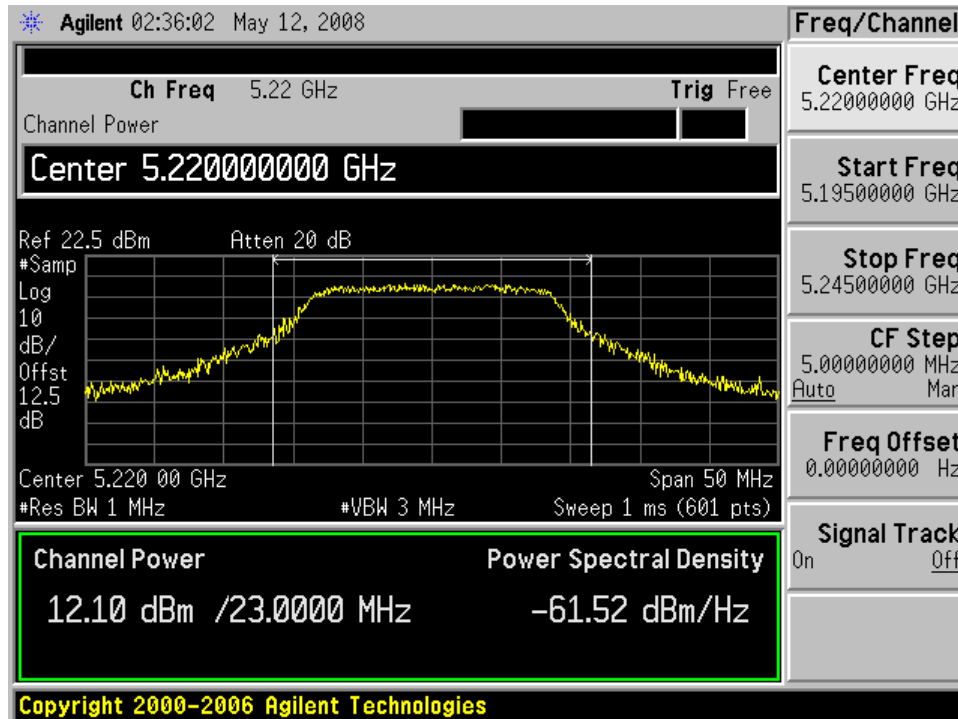 Agilent 02:36:02 May 12, 2008
Freq/Channel
Ch Freq 5.22 GHz Trig Free
Channel Power
Center 5.220000000 GHz
Ref 22.5 dBm Atten 20 dB
#Samp
Log
10
dB/
Offst
12.5
dB
Center 5.220 00 GHz Span 50 MHz
#Res BW 1 MHz #VBW 3 MHz Sweep 1 ms (601 pts)
Channel Power Power Spectral Density
12.10 dBm /23.0000 MHz -61.52 dBm/Hz
Center Freq
5.22000000 GHz
Start Freq
5.19500000 GHz
Stop Freq
5.24500000 GHz
CF Step
5.00000000 MHz
Auto Man
Freq Offset
0.00000000 Hz
Signal Track
On Off
Copyright 2000-2006 Agilent Technologies